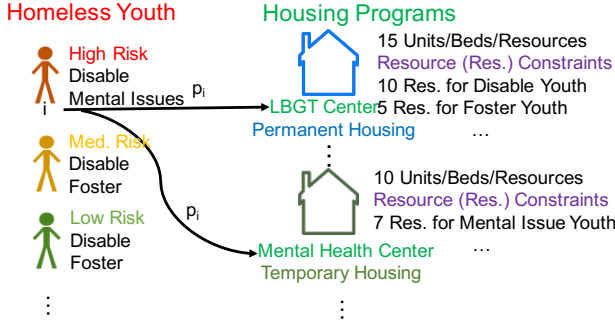 Homeless Youth
High Risk
Disable
Mental Issues
i
Med. Risk
Disable
Foster
Low Risk
Disable
Foster
⋮
p_i
p_i
Housing Programs
15 Units/Beds/Resources
Resource (Res.) Constraints
10 Res. for Disable Youth
5 Res. for Foster Youth
...
LBGT Center
Permanent Housing
⋮
10 Units/Beds/Resources
Resource (Res.) Constraints
7 Res. for Mental Issue Youth
...
Mental Health Center
Temporary Housing
⋮